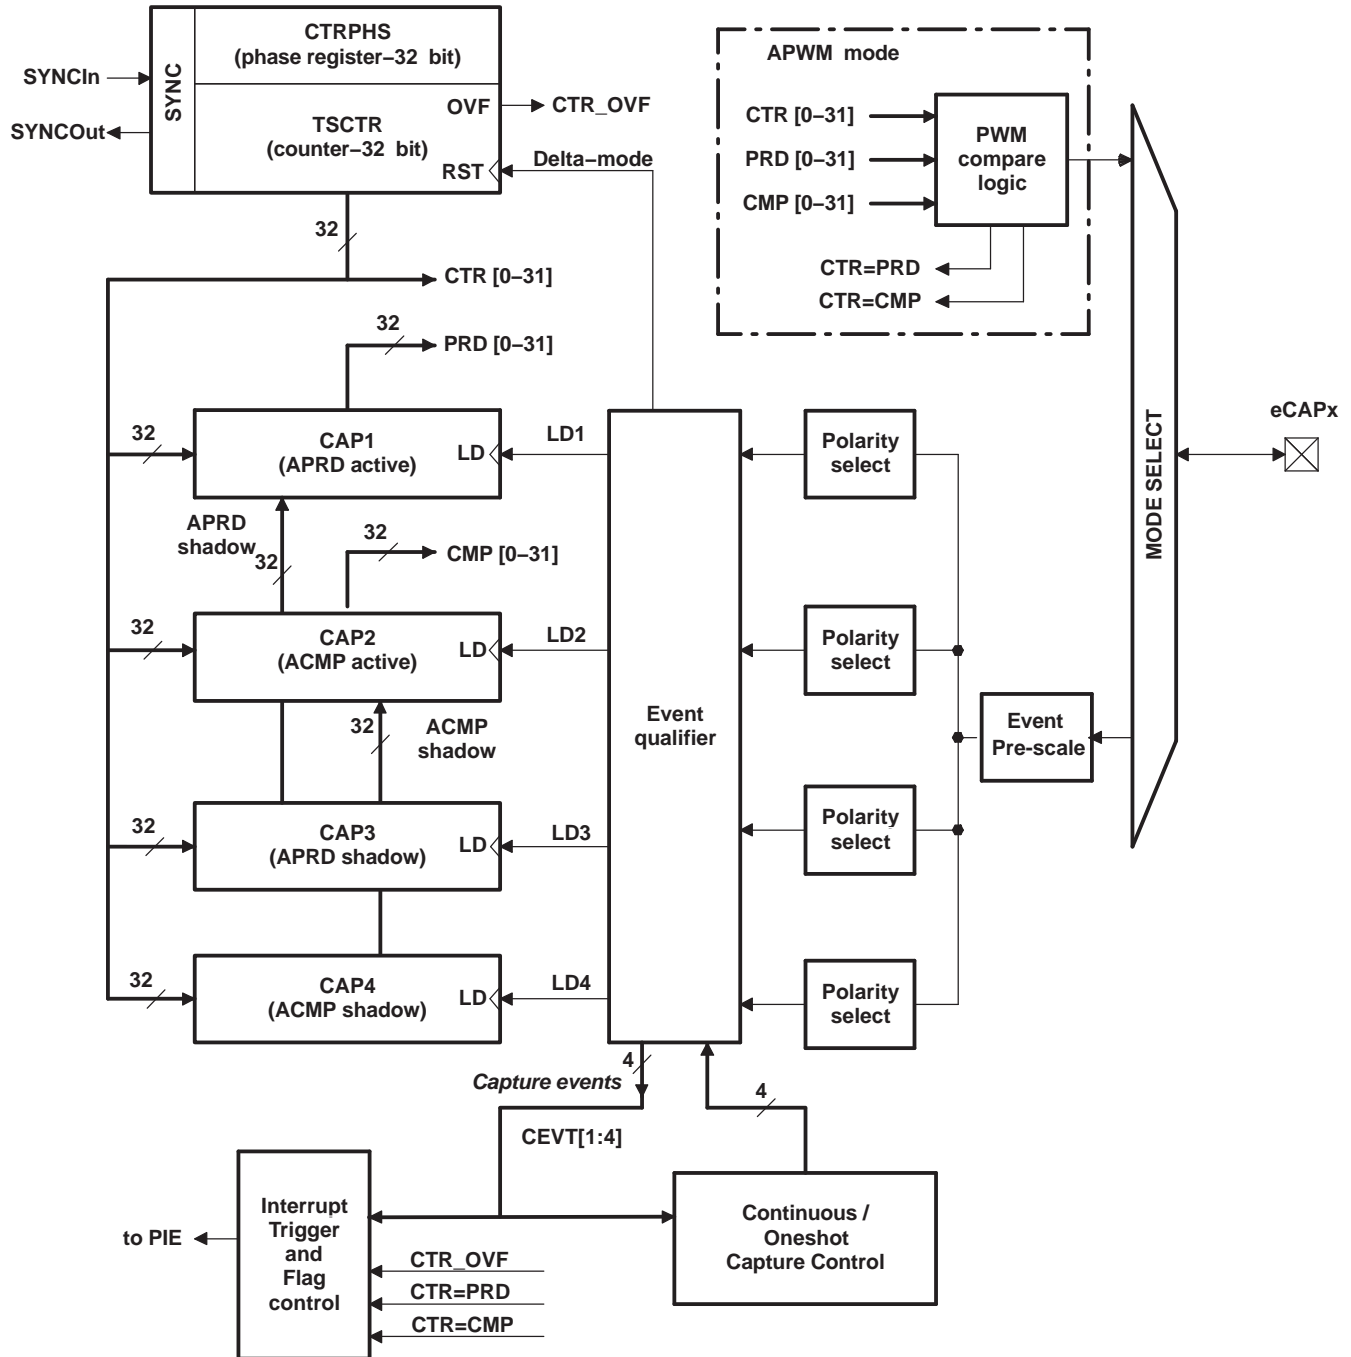 CTRPHS
(phase register−32 bit)
SYNC
SYNCIn
SYNCOut
OVF
CTR_OVF
TSCTR
(counter−32 bit)
RST
Delta−mode
32
CTR [0−31]
32
PRD [0−31]
APWM mode
CTR [0−31]
PRD [0−31]
CMP [0−31]
PWM
compare
logic
CTR=PRD
CTR=CMP
MODE SELECT
eCAPx
32
CAP1
(APRD active)
LD
LD1
Polarity
select
APRD
shadow
32
32
CMP [0−31]
32
CAP2
(ACMP active)
LD
LD2
Polarity
select
32
ACMP
shadow
Event
qualifier
Event
Pre-scale
32
CAP3
(APRD shadow)
LD
LD3
Polarity
select
32
CAP4
(ACMP shadow)
LD
LD4
Polarity
select
4
Capture events
CEVT[1:4]
4
Interrupt
Trigger
and
Flag
control
to PIE
CTR_OVF
CTR=PRD
CTR=CMP
Continuous /
Oneshot
Capture Control